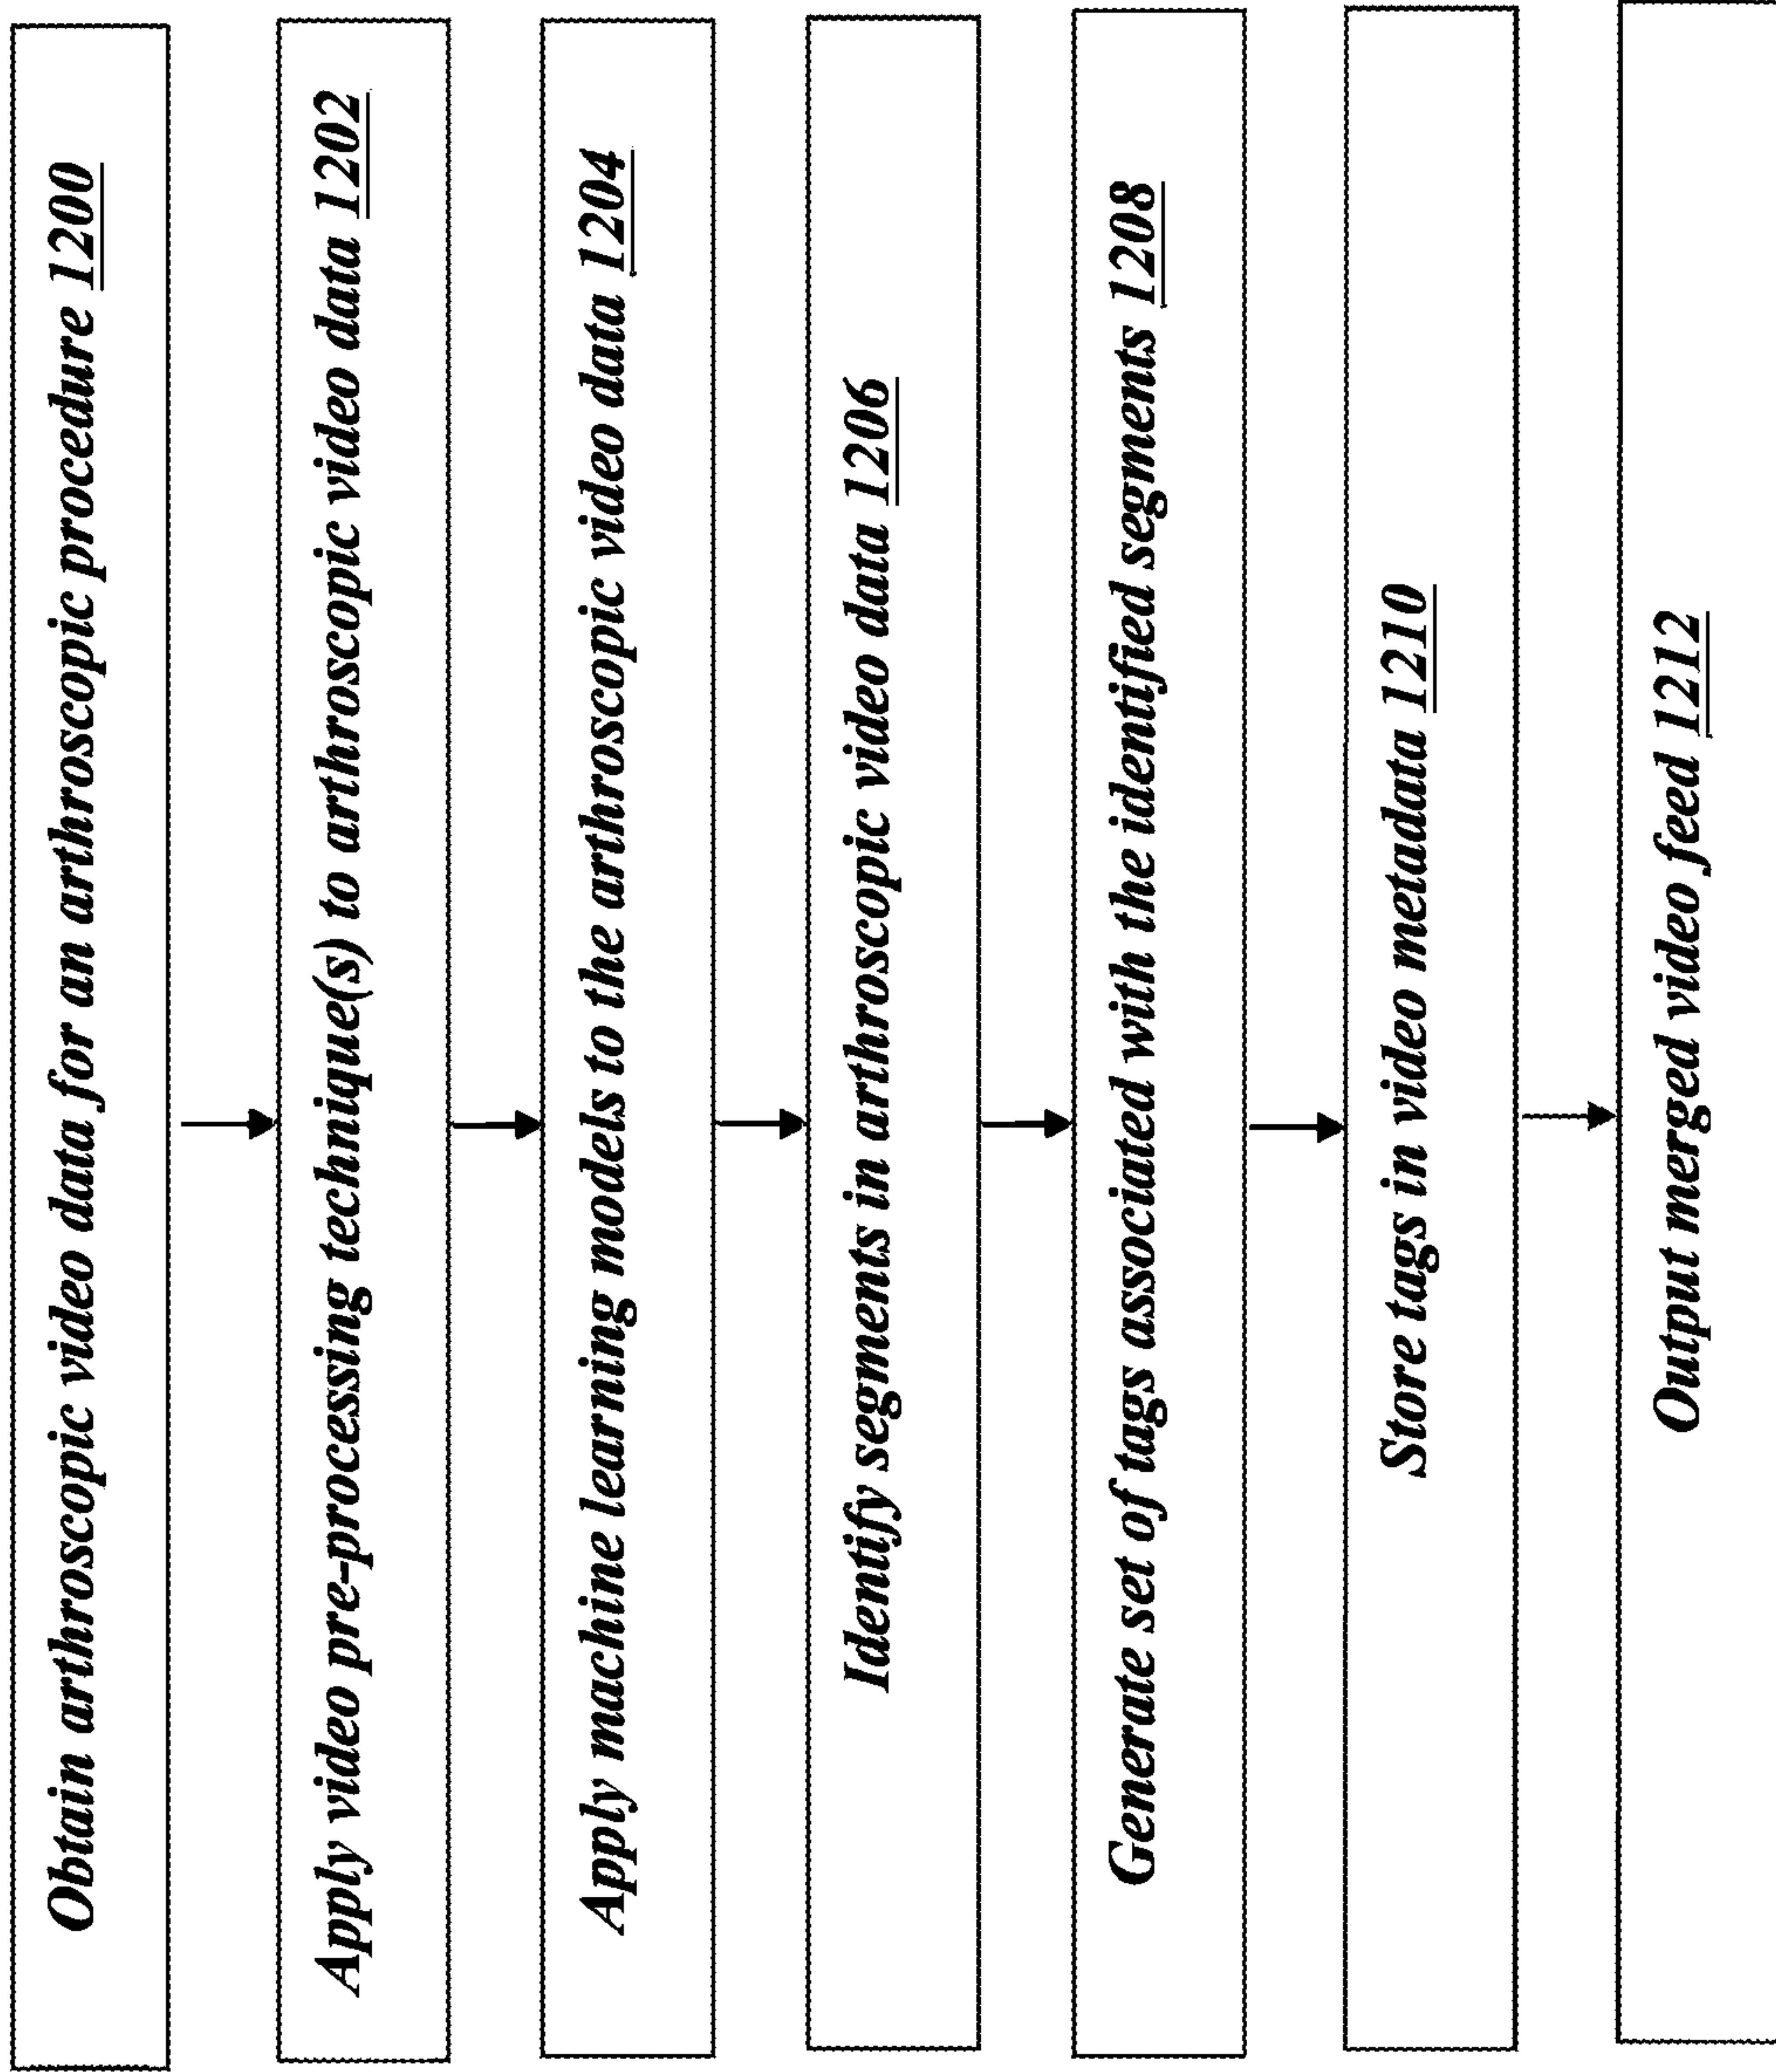 Obtain arthroscopic video data for an arthroscopic procedure 1200
Apply video pre-processing technique(s) to arthroscopic video data 1202
Apply machine learning models to the arthroscopic video data 1204
Identify segments in arthroscopic video data 1206
Generate set of tags associated with the identified segments 1208
Store tags in video metadata 1210
Output merged video feed 1212